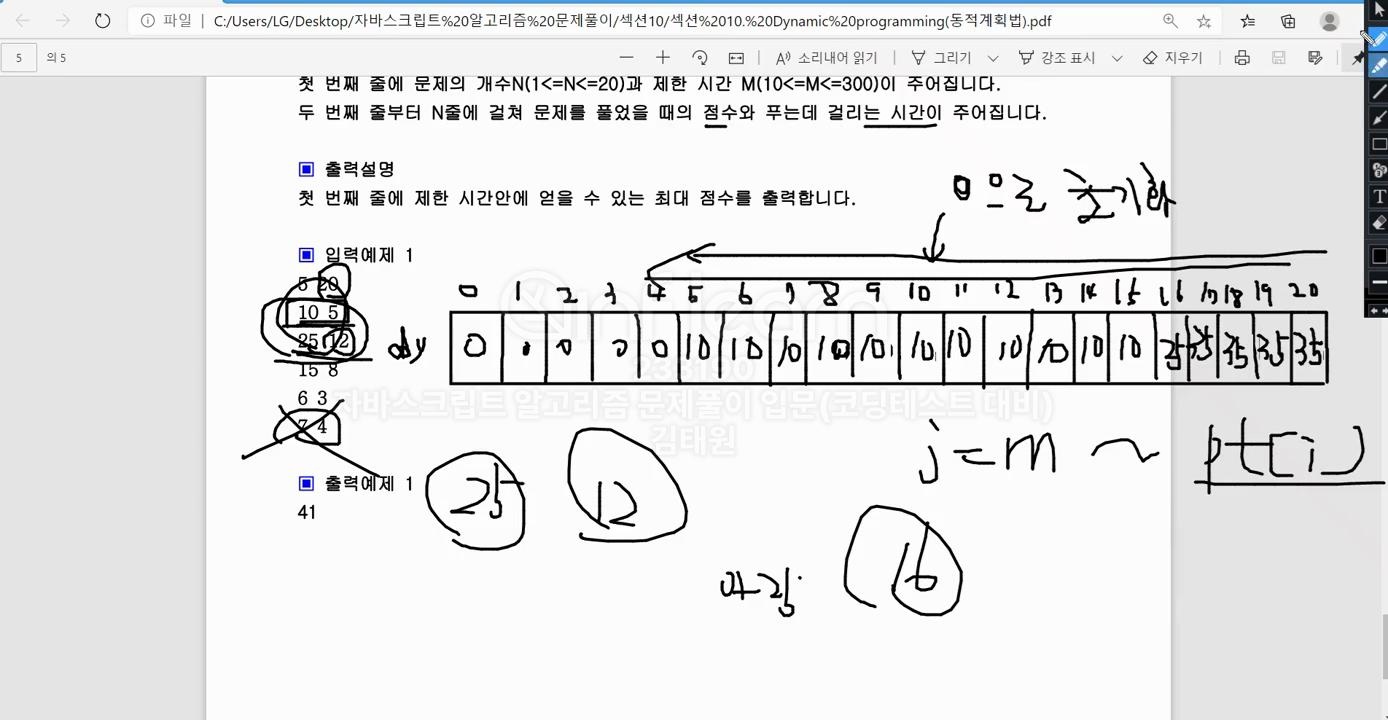 파일 C:/Users/LG/Desktop/자바스크립트%20알고리즘%20문제풀이/섹션10/섹션%2010.%20Dynamic%20programming(동적계획법).pdf
5 의 5 소리내어 읽기 그리기 강조 표시 지우기
첫 번째 줄에 문제의 개수N(1<=N<=20)과 제한 시간 M(10<=M<=300)이 주어집니다.
두 번째 줄부터 N줄에 걸쳐 문제를 풀었을 때의 점수와 푸는데 걸리는 시간이 주어집니다.
출력설명
첫 번째 줄에 제한 시간안에 얻을 수 있는 최대 점수를 출력합니다.
0 으로 초기화
입력예제 1
5 20
0 1 2 3 4 5 6 7 8 9 10 11 12 13 14 15 16 17 18 19 20
10 5
25 12
dy 0 0 0 0 0 10 10 10 10 10 10 10 10 10 10 10 25 35 35 35 35
15 8
6 3
7 4
inflearn
233190
자바스크립트 알고리즘 문제풀이 입문(코딩테스트 대비)
김태원
j=m ~ pt[i]
출력예제 1
41
25 12
마감 16